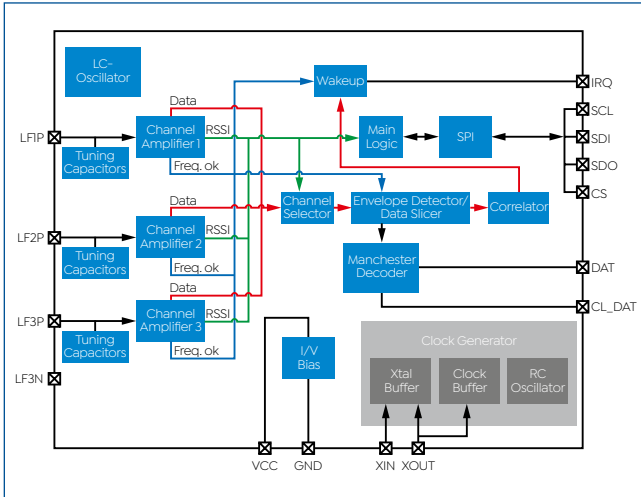 LC-
Oscillator
Wakeup
IRQ
Data
SCL
LF1P
Channel
Amplifier 1
RSSI
Main
Logic
SPI
SDI
Tuning
Capacitors
Freq. ok
SDO
Data
Channel
Selector
Envelope Detector/
Data Slicer
Correlator
CS
LF2P
Channel
Amplifier 2
RSSI
Tuning
Capacitors
Freq. ok
Manchester
Decoder
DAT
Data
CL_DAT
LF3P
Channel
Amplifier 3
RSSI
Tuning
Capacitors
Freq. ok
I/V
Bias
Clock Generator
Xtal
Buffer
Clock
Buffer
RC
Oscillator
LF3N
VCC
GND
XIN
XOUT